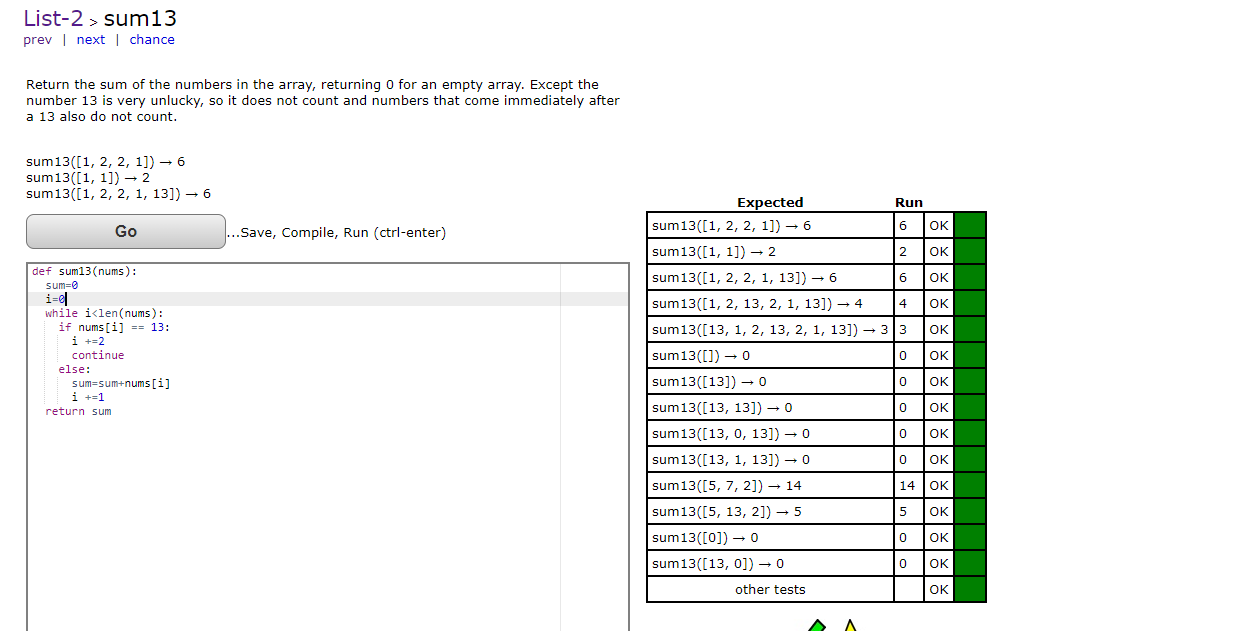 List-2 > sum13
prev | next | chance
Return the sum of the numbers in the array, returning 0 for an empty array. Except the
number 13 is very unlucky, so it does not count and numbers that come immediately after
a 13 also do not count.
sum13([1, 2, 2, 1]) → 6
sum13([1, 1]) → 2
sum13([1, 2, 2, 1, 13]) → 6
Go
...Save, Compile, Run (ctrl-enter)
def sum13(nums):
  sum=0
  i=0
  while i<len(nums):
    if nums[i] == 13:
      i +=2
      continue
    else:
      sum=sum+nums[i]
      i +=1
  return sum
Expected Run
sum13([1, 2, 2, 1]) → 6 6 OK
sum13([1, 1]) → 2 2 OK
sum13([1, 2, 2, 1, 13]) → 6 6 OK
sum13([1, 2, 13, 2, 1, 13]) → 4 4 OK
sum13([13, 1, 2, 13, 2, 1, 13]) → 3 3 OK
sum13([]) → 0 0 OK
sum13([13]) → 0 0 OK
sum13([13, 13]) → 0 0 OK
sum13([13, 0, 13]) → 0 0 OK
sum13([13, 1, 13]) → 0 0 OK
sum13([5, 7, 2]) → 14 14 OK
sum13([5, 13, 2]) → 5 5 OK
sum13([0]) → 0 0 OK
sum13([13, 0]) → 0 0 OK
other tests OK